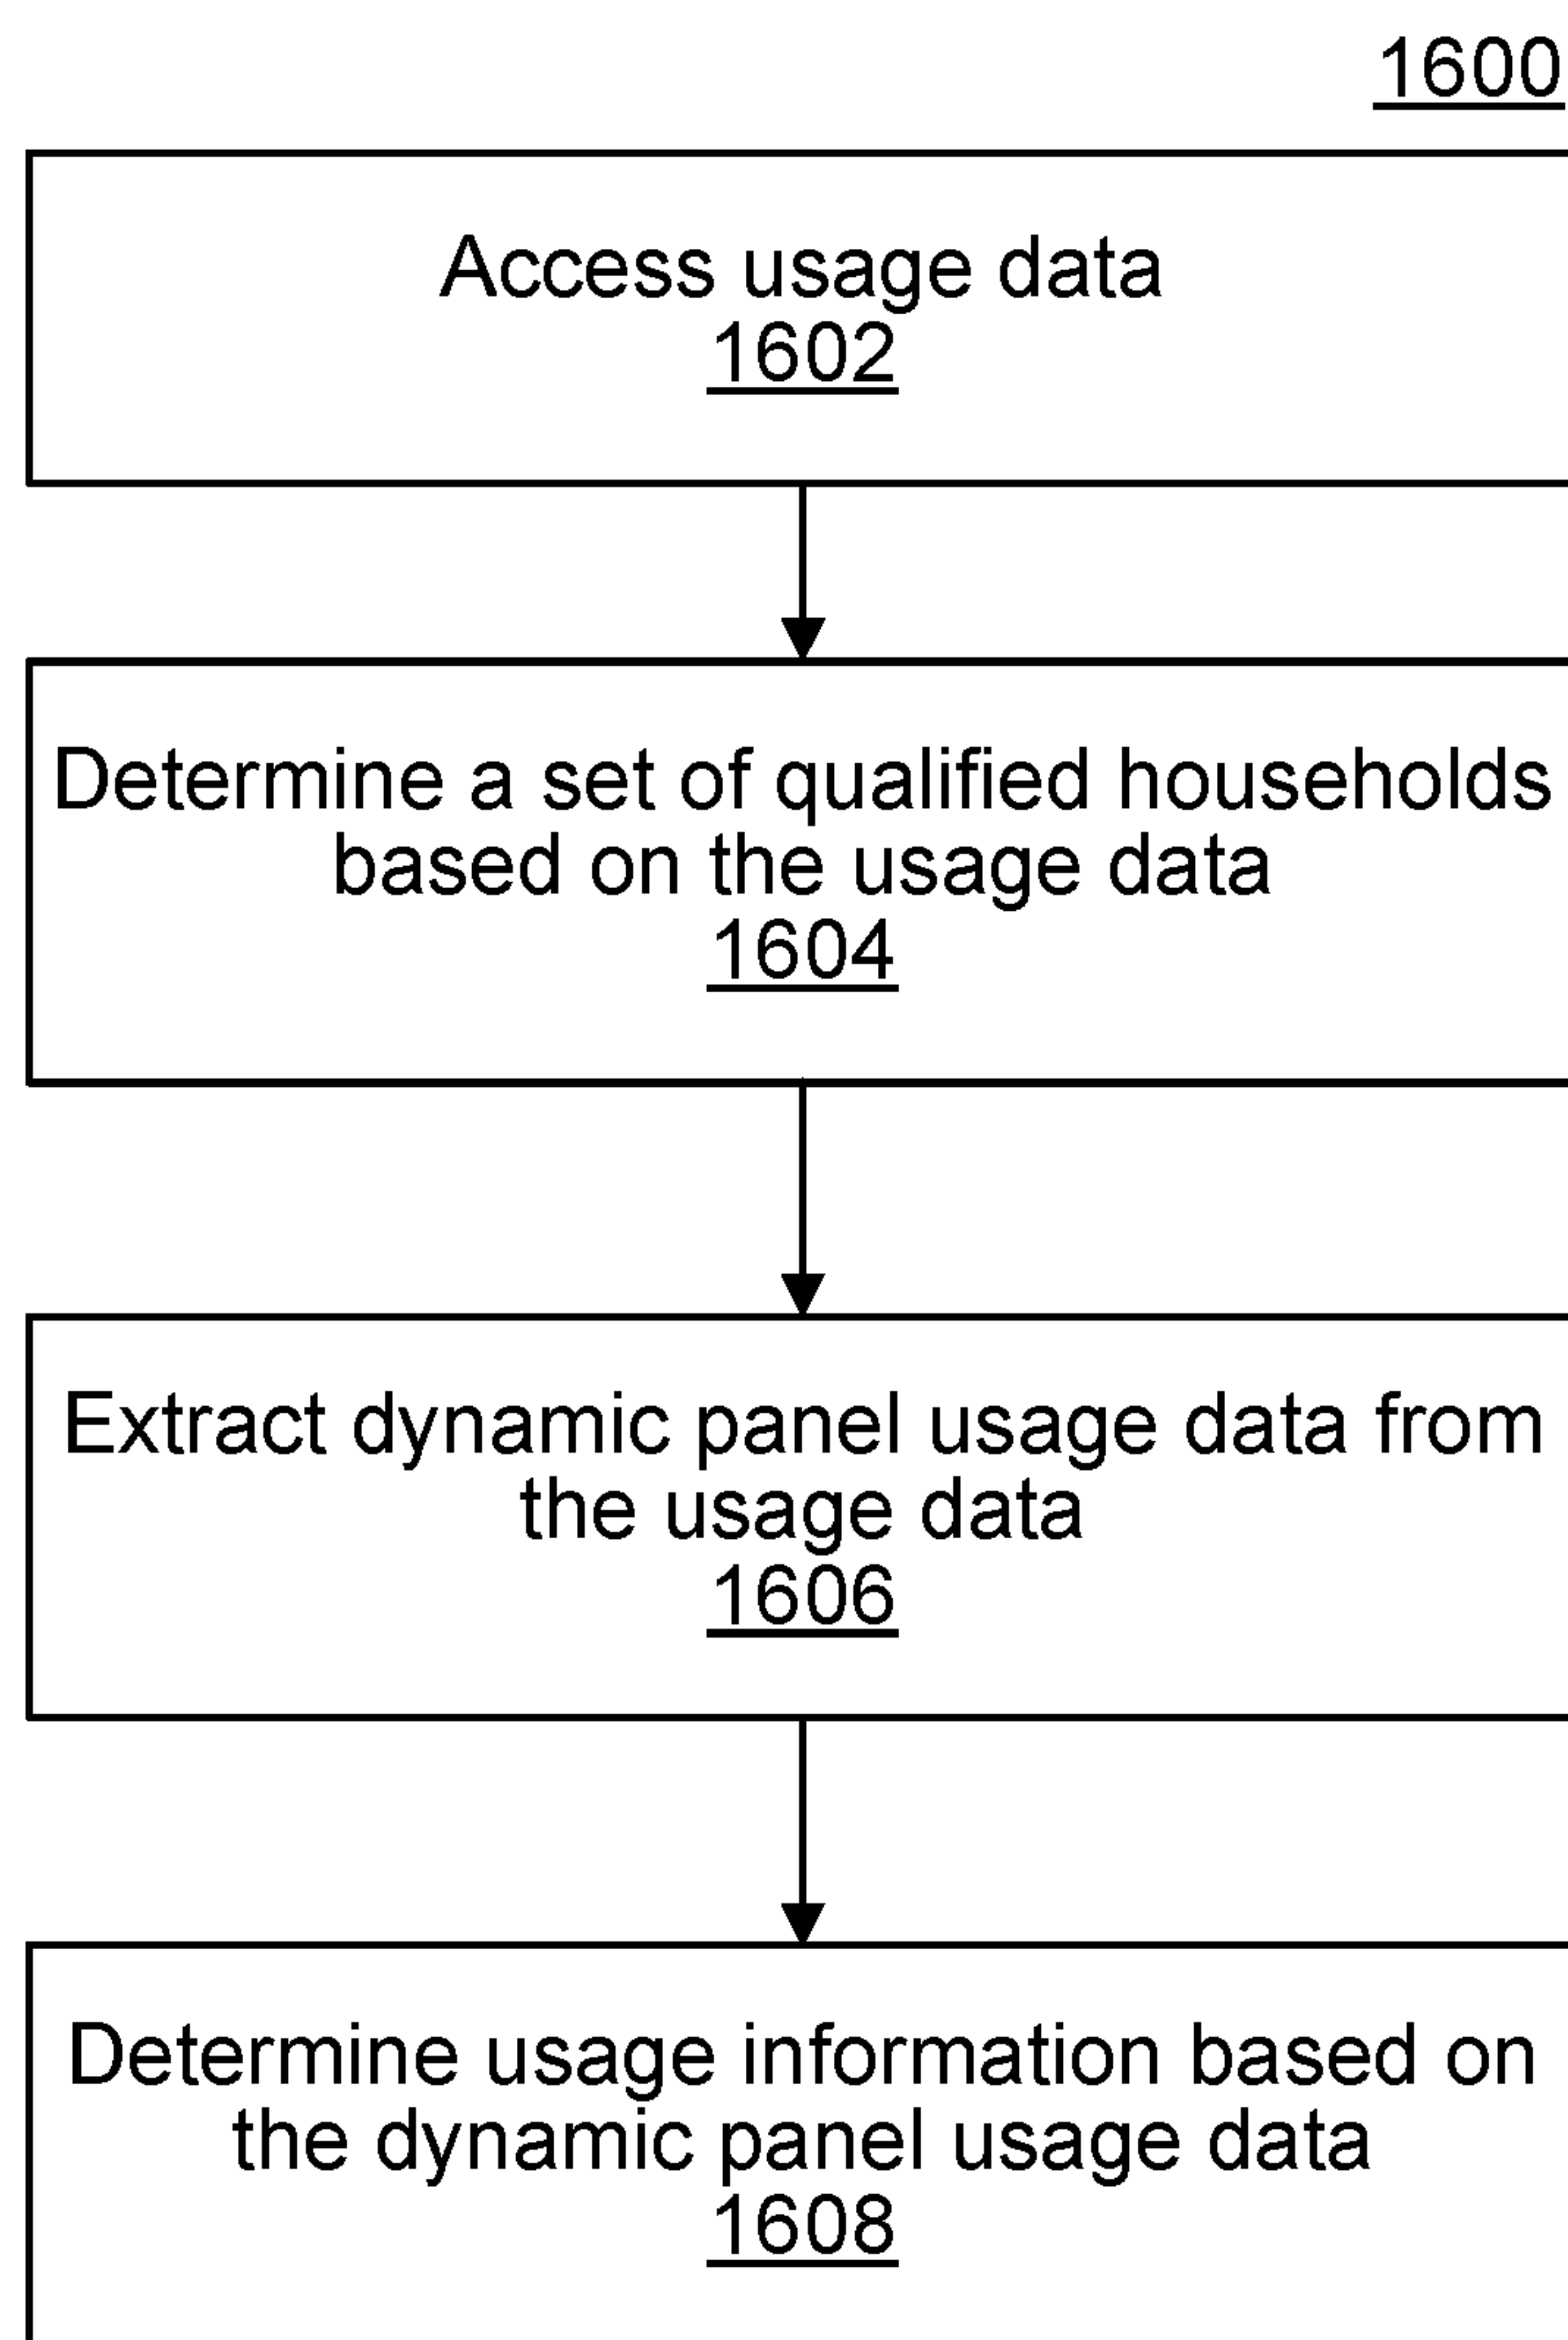 1600
Access usage data
1602
Determine a set of qualified households
based on the usage data
1604
Extract dynamic panel usage data from
the usage data
1606
Determine usage information based on
the dynamic panel usage data
1608